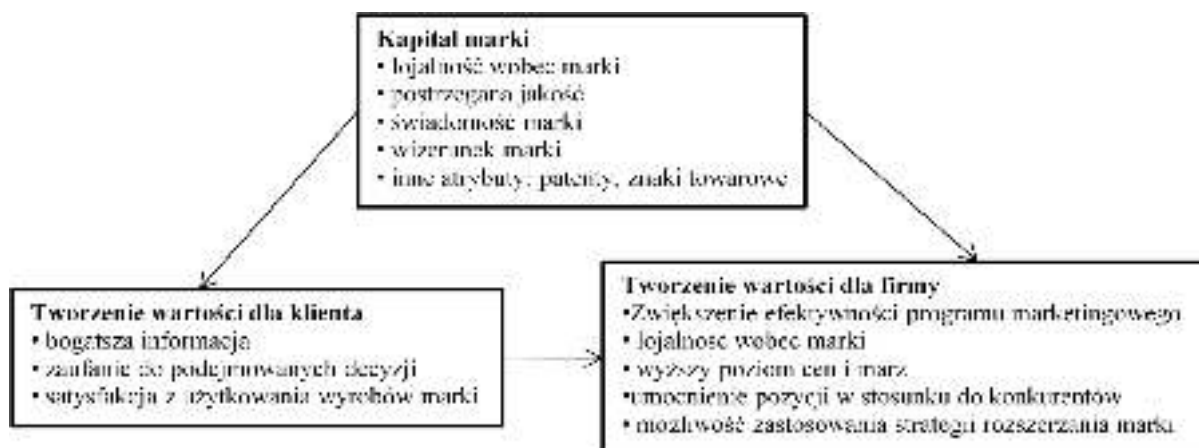 Kapitał marki
• lojalność wobec marki
• postrzegana jakość
• świadomość marki
• wizerunek marki
• inne atrybuty: patenty, znaki towarowe
Tworzenie wartości dla klienta
• bogatsza informacja
• zaufanie do podejmowanych decyzji
• satysfakcja z użytkowania wyrobów marki
Tworzenie wartości dla firmy
•Zwiększenie efektywności programu marketingowego
• lojalność wobec marki
• wyższy poziom cen i marż
•umocnienie pozycji w stosunku do konkurentów
• możliwość zastosowania strategii rozszerzania marki